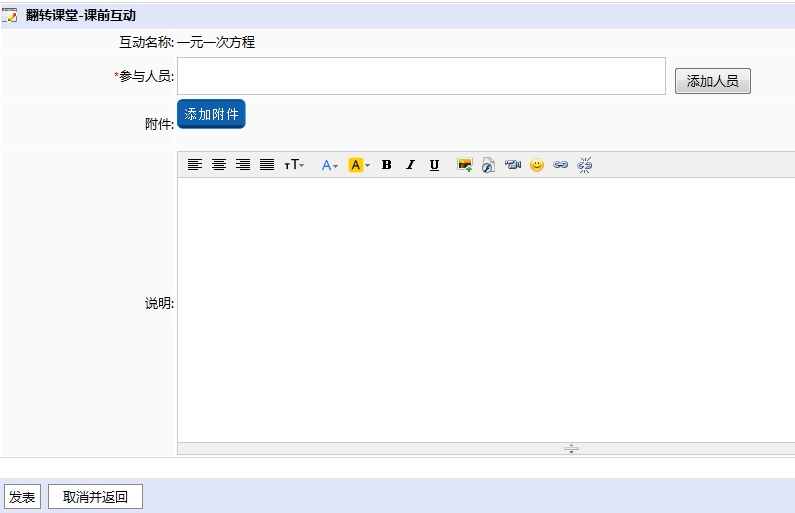 翻转课堂-课前互动
互动名称: 一元一次方程
*参与人员:
添加人员
附件: 添加附件
тT A A B I U
说明:
发表 取消并返回